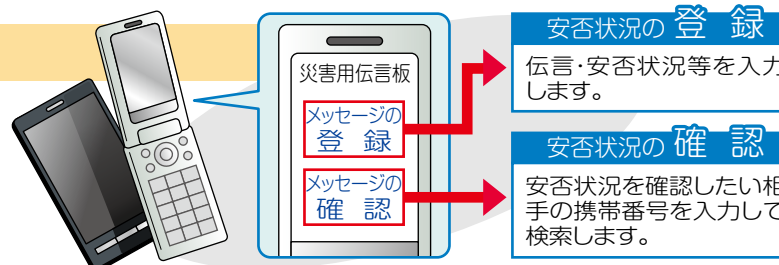 災害用伝言板
メッセージの
登 録
メッセージの
確 認
安否状況の 登 録
伝言・安否状況等を入力
します。
安否状況の 確 認
安否状況を確認したい相
手の携帯番号を入力して
検索します。